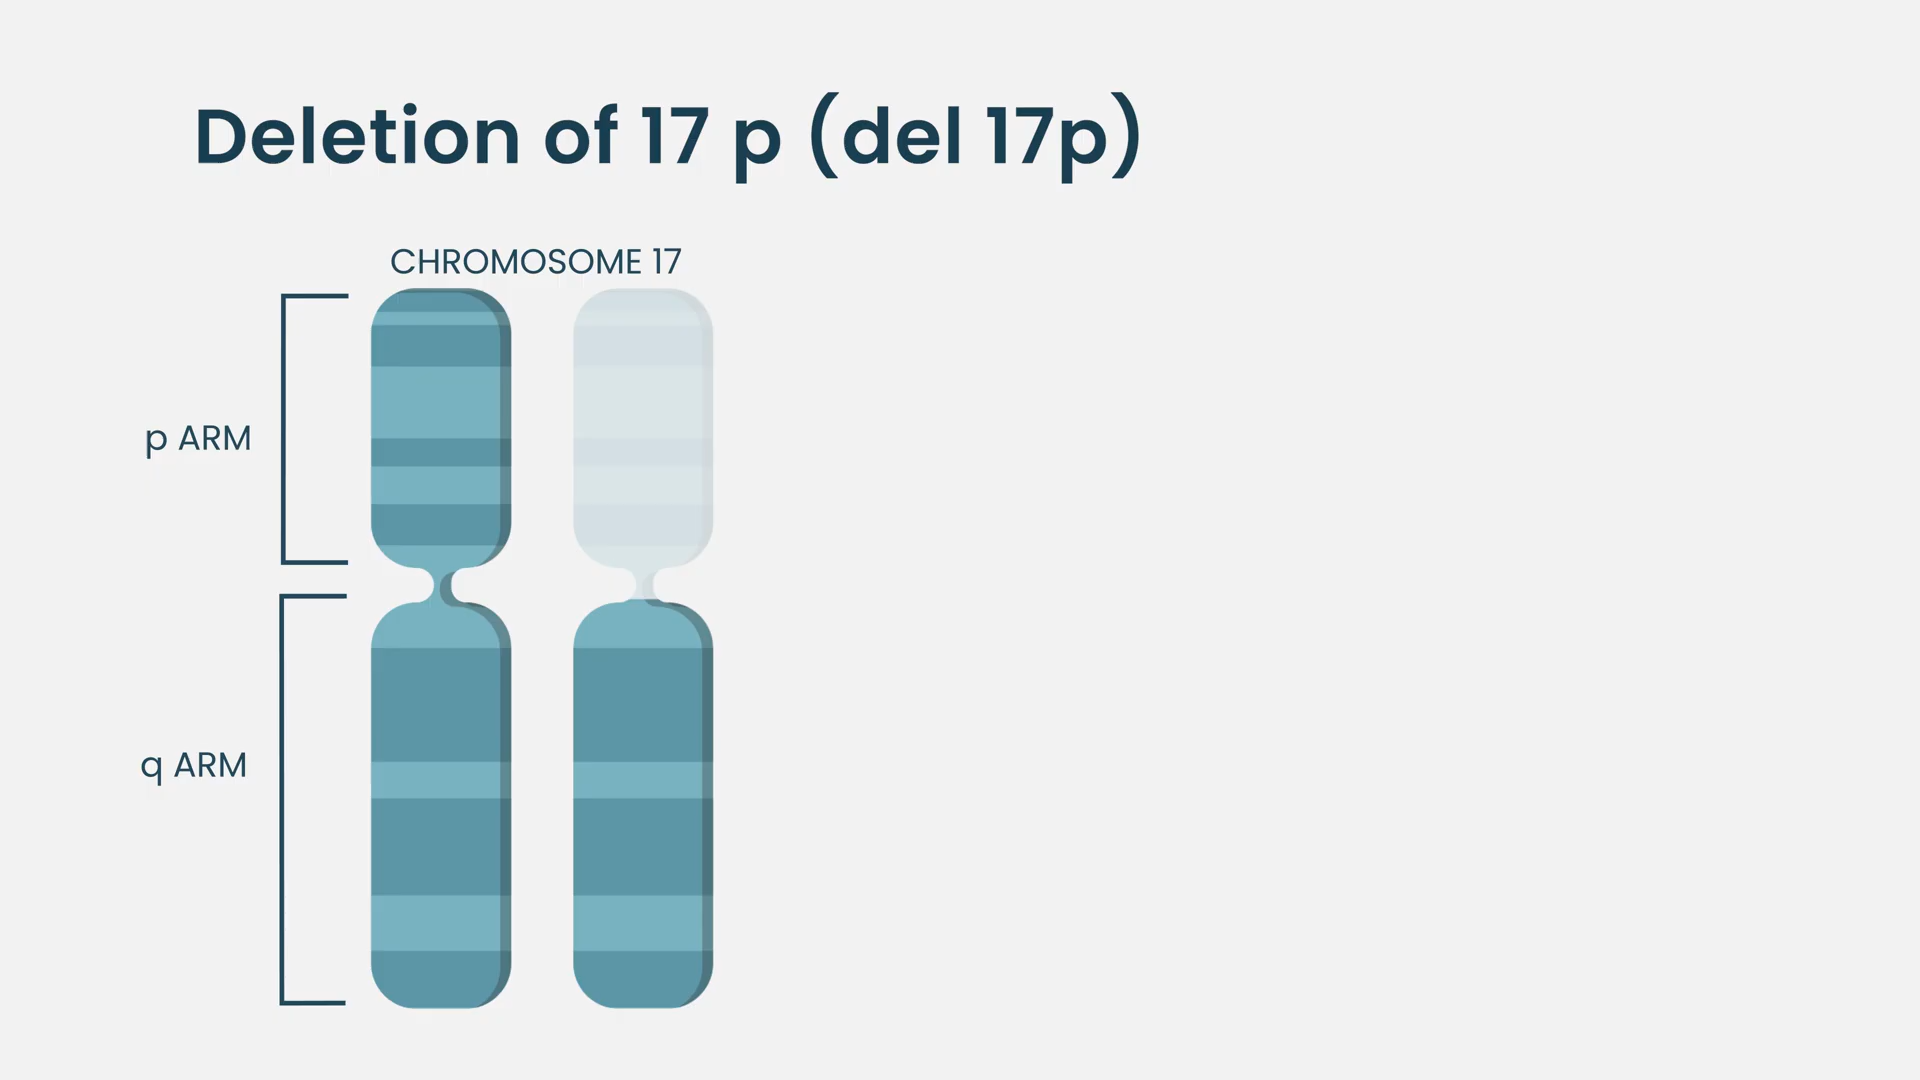 Deletion of 17 p (del 17p)
CHROMOSOME 17
p ARM
q ARM